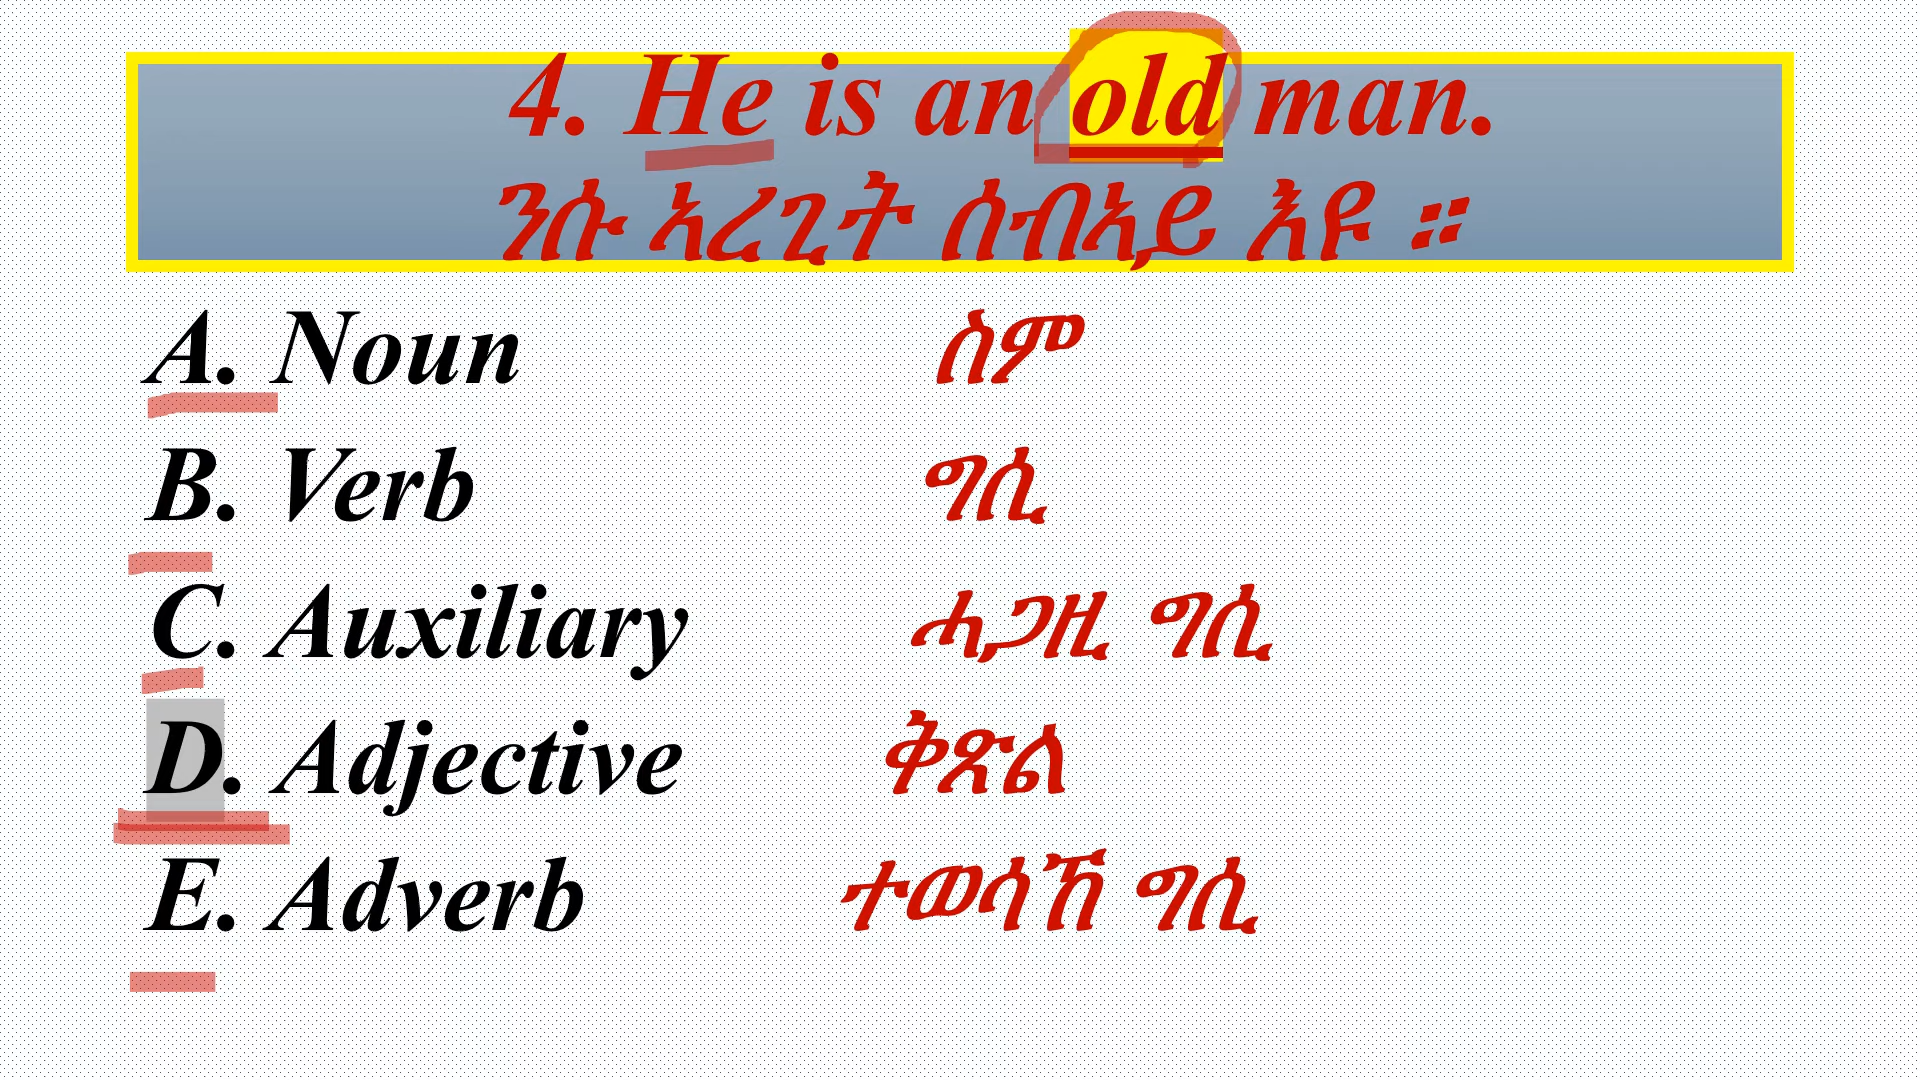 4. He is an old man.
ንሱ ኣረጊት ሰብኣይ እዩ ።
A. Noun ስም
B. Verb ግሲ
C. Auxiliary ሓጋዚ ግሲ
D. Adjective ቅጽል
E. Adverb ተወሳኸ ግሲ